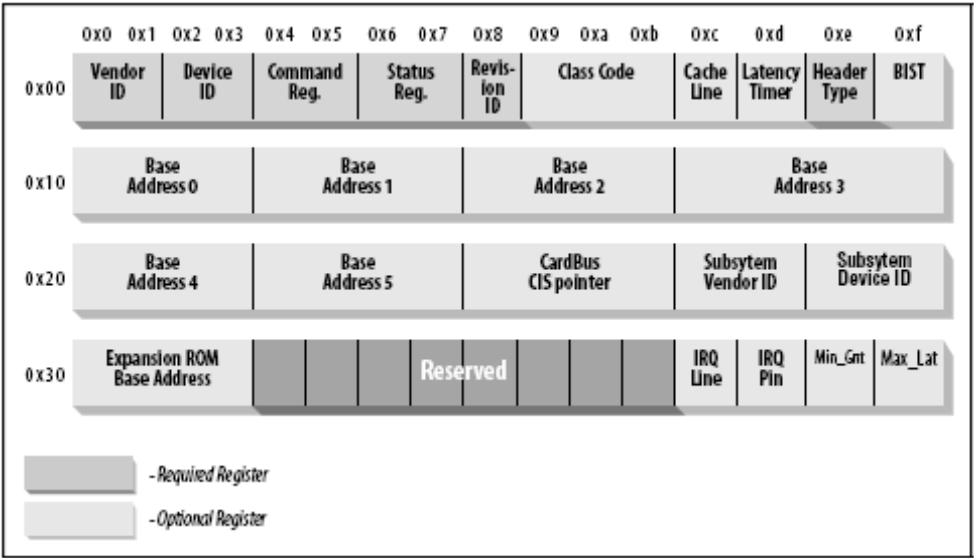 0x0 0x1 0x2 0x3 0x4 0x5 0x6 0x7 0x8 0x9 0xa 0xb 0xc 0xd 0xe 0xf
0x00
Vendor
ID
Device
ID
Command
Reg.
Status
Reg.
Revis-
ion
ID
Class Code
Cache
Line
Latency
Timer
Header
Type
BIST
0x10
Base
Address 0
Base
Address 1
Base
Address 2
Base
Address 3
0x20
Base
Address 4
Base
Address 5
CardBus
CIS pointer
Subsytem
Vendor ID
Subsytem
Device ID
0x30
Expansion ROM
Base Address
Reserved
IRQ
Line
IRQ
Pin
Min_Gnt
Max_Lat
- Required Register
- Optional Register